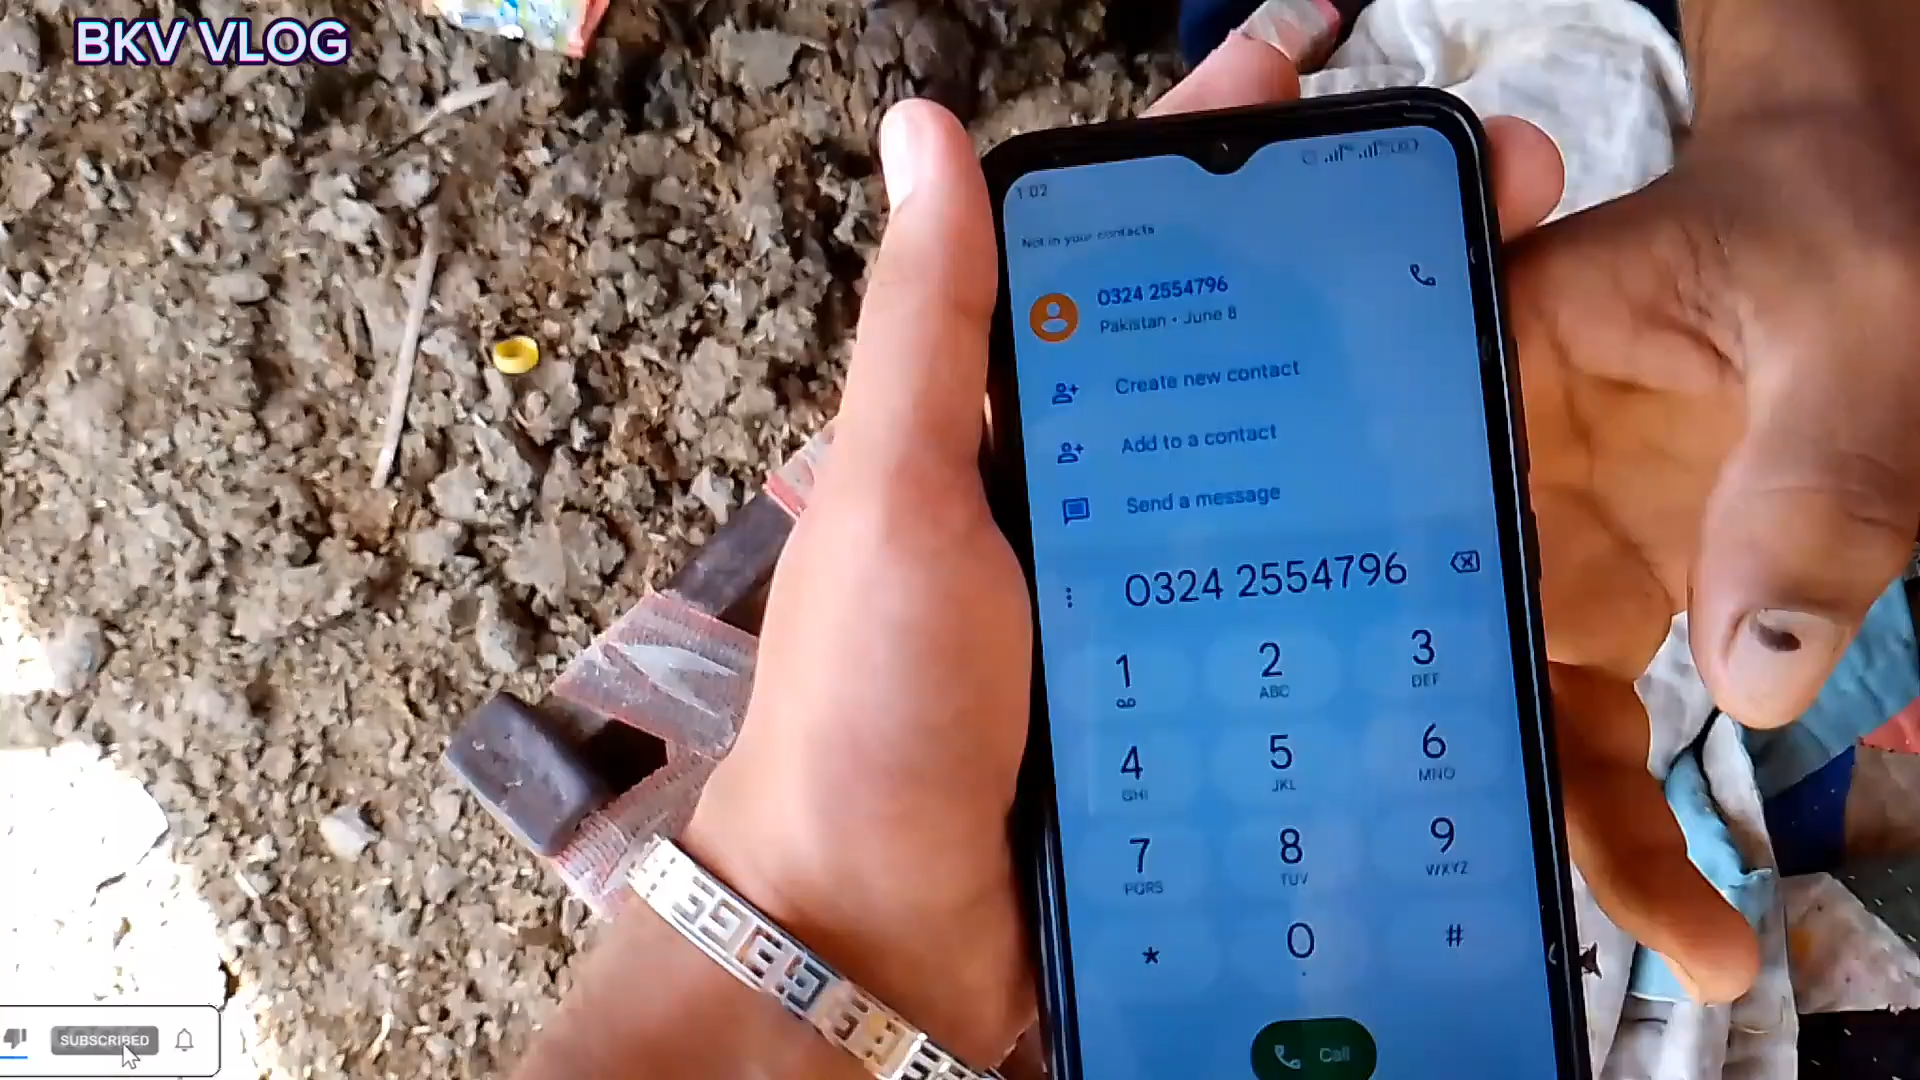 BKV VLOG
1:02
Not in your contacts
0324 2554796
Pakistan • June 8
Create new contact
Add to a contact
Send a message
0324 2554796
1
2 ABC
3 DEF
4 GHI
5 JKL
6 MNO
7 PQRS
8 TUV
9 WXYZ
*
0
#
Call
SUBSCRIBED